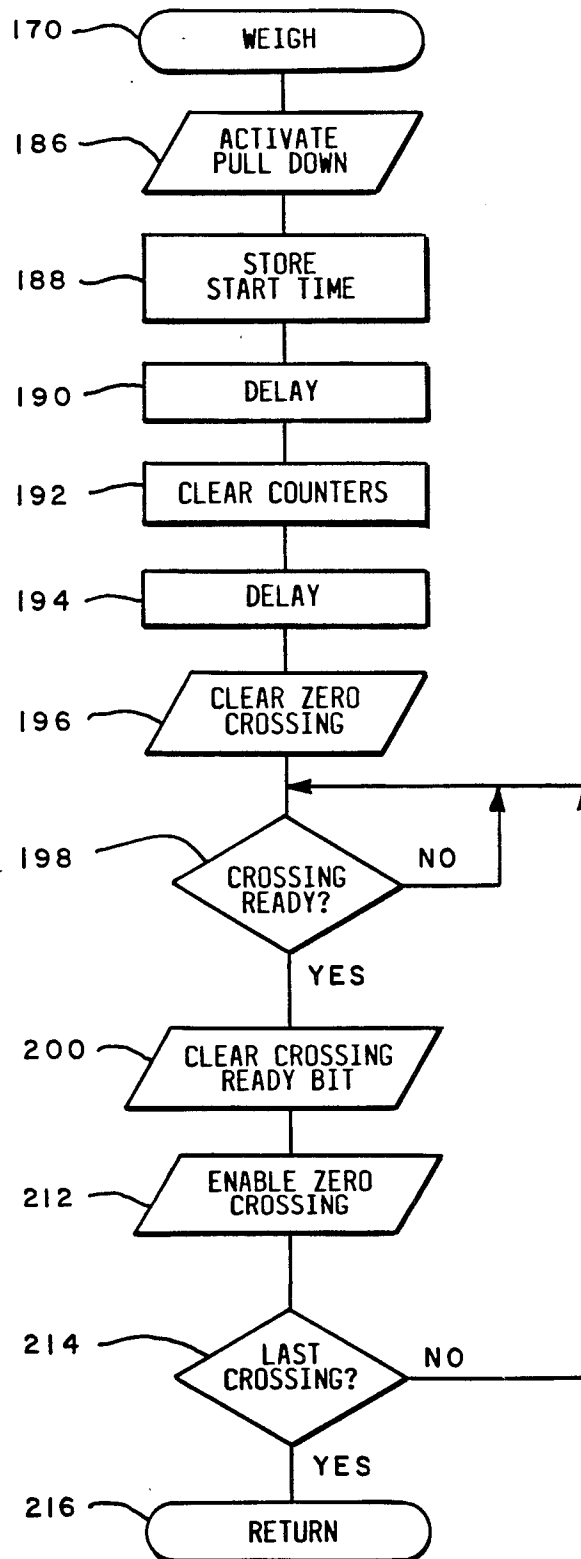 170 WEIGH
186 ACTIVATE
PULL DOWN
188 STORE
START TIME
190 DELAY
192 CLEAR COUNTERS
194 DELAY
196 CLEAR ZERO
CROSSING
198 CROSSING
READY?
NO
YES
200 CLEAR CROSSING
READY BIT
212 ENABLE ZERO
CROSSING
214 LAST
CROSSING?
NO
YES
216 RETURN